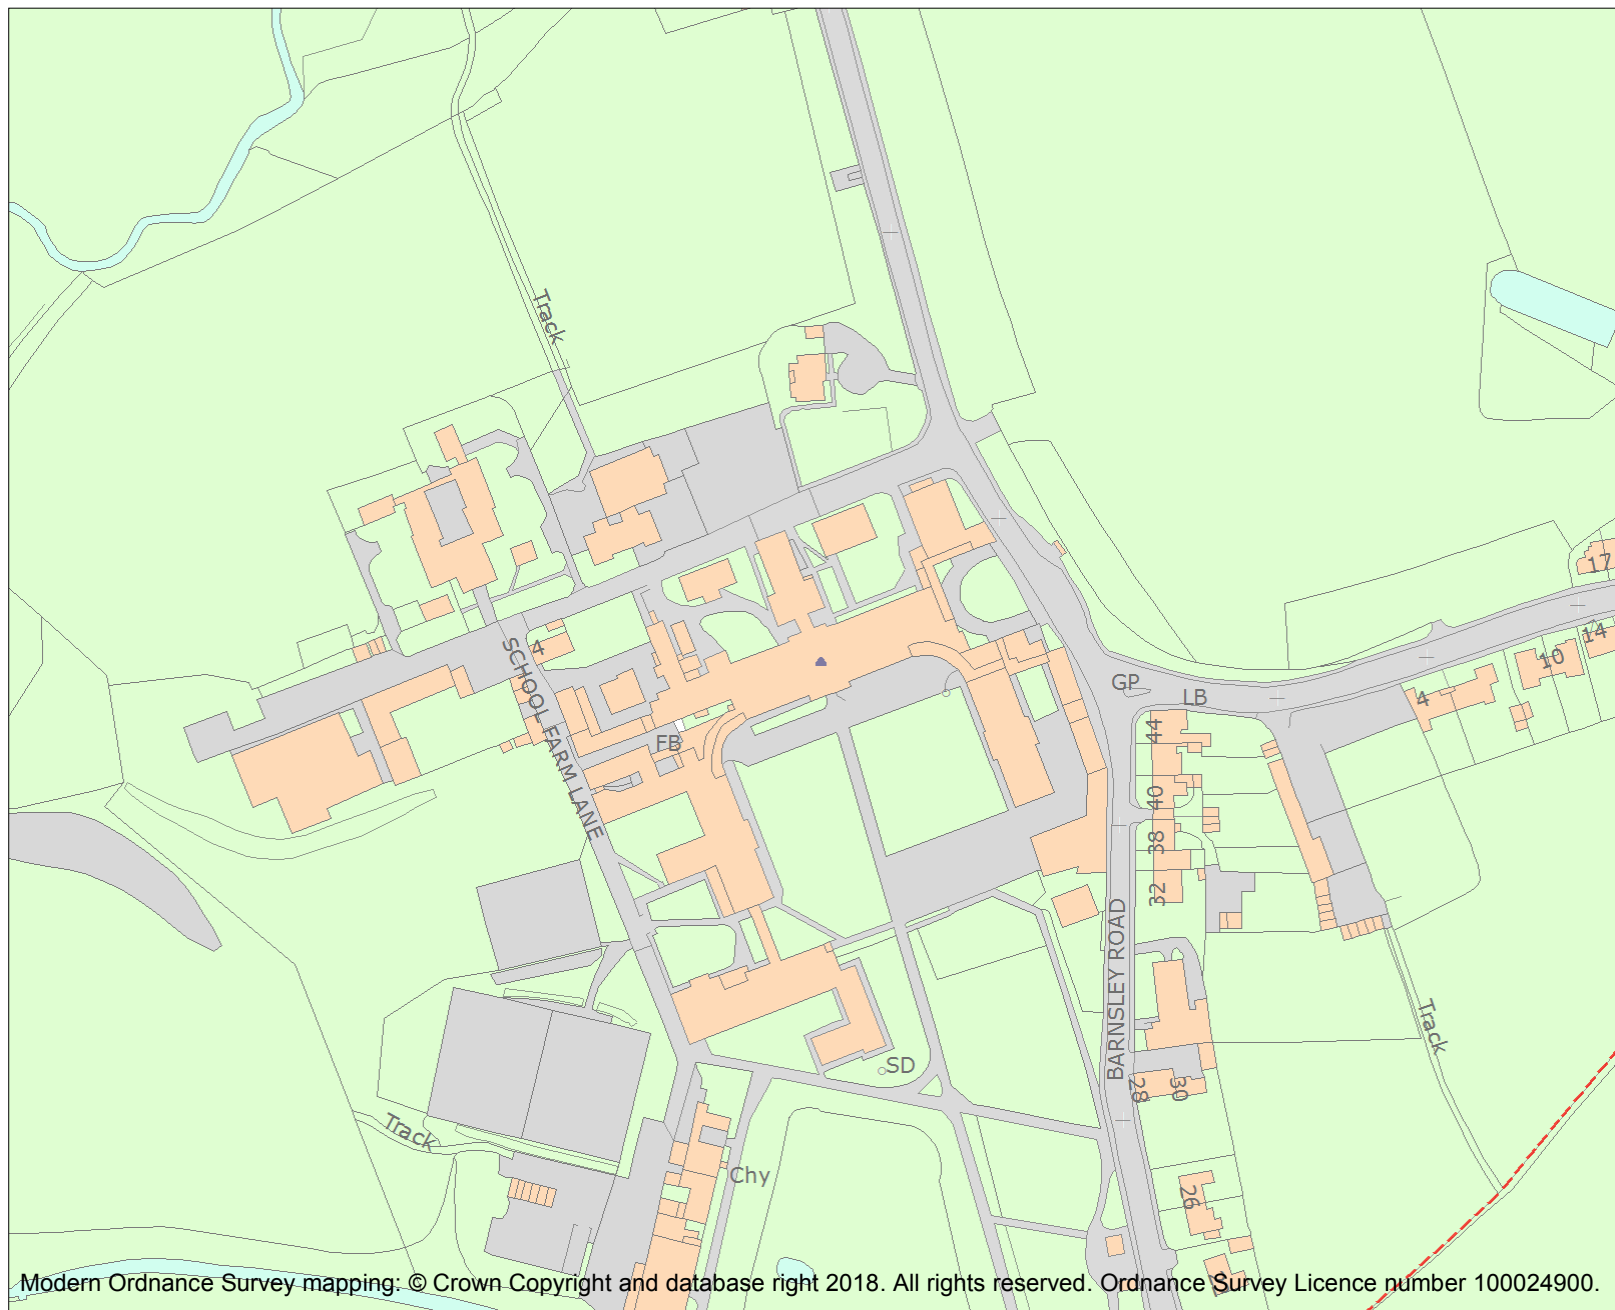 Track
17
14
10
4
SCHOOL FARM LANE
4
GP
LB
44
FB
40
38
32
BARNSLEY ROAD
Track
SD
28
30
Track
Chy
26
Modern Ordnance Survey mapping: © Crown Copyright and database right 2018. All rights reserved. Ordnance Survey Licence number 100024900.